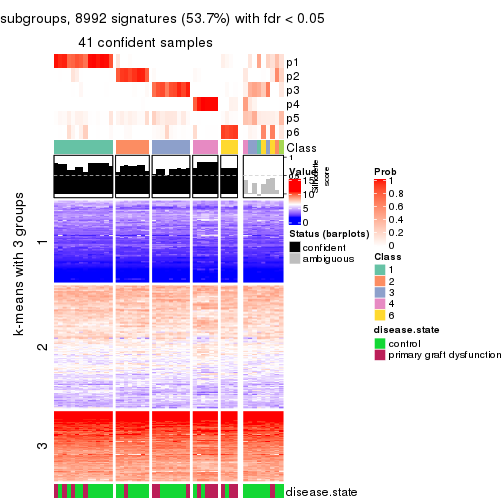 subgroups, 8992 signatures (53.7%) with fdr < 0.05
41 confident samples
p1
p2
p3
p4
p5
p6
Class
1
Silhouette
score
k-means with 3 groups
1
2
3
Value
15
10
5
0
Status (barplots)
confident
ambiguous
Prob
1
0.8
0.6
0.4
0.2
0
Class
1
2
3
4
6
disease.state
control
primary graft dysfunction
disease.state